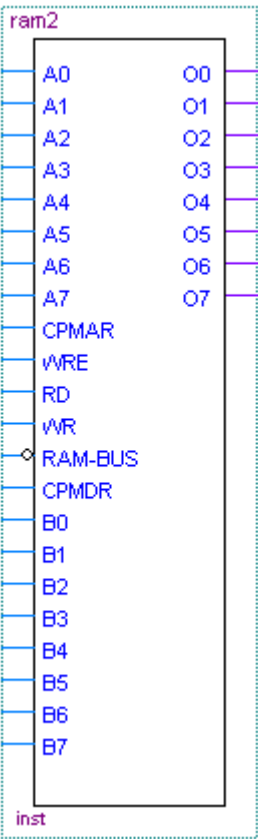 ram2
A0 O0
A1 O1
A2 O2
A3 O3
A4 O4
A5 O5
A6 O6
A7 O7
CPMAR
WRE
RD
WR
RAM-BUS
CPMDR
B0
B1
B2
B3
B4
B5
B6
B7
inst